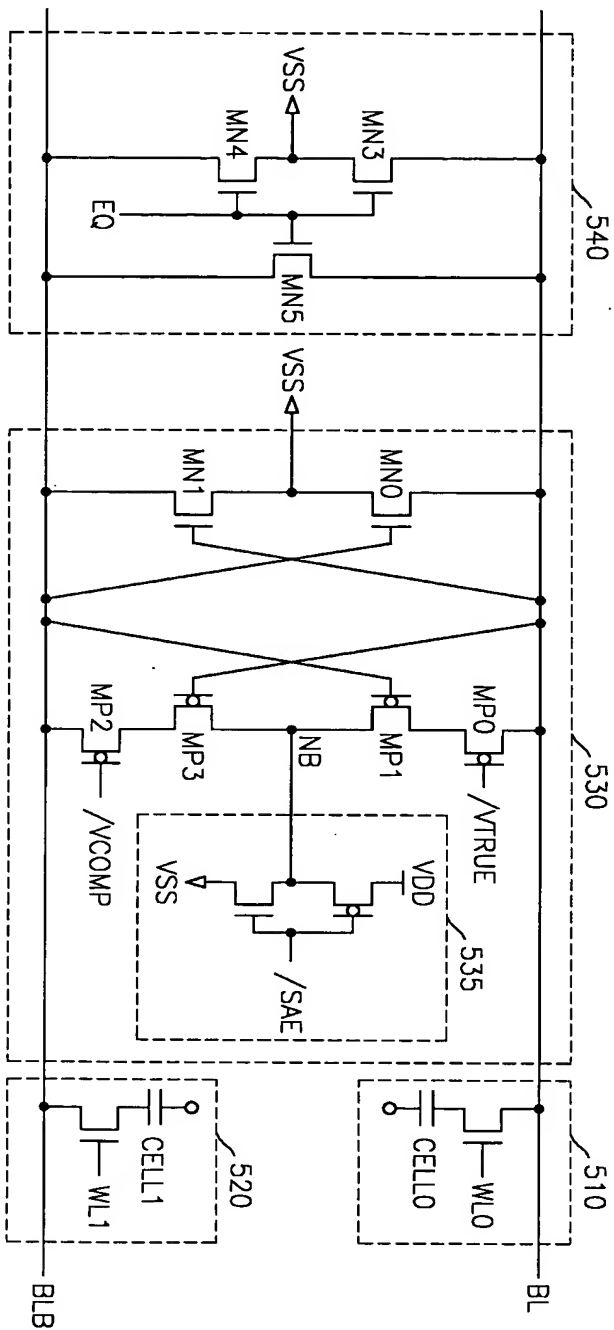 540
VSS
MN4
MN3
EQ
MN5
VSS
530
MN1
MN0
MP2
MP3
NB
MP1
MP0
/VCOMP
/VTRUE
VSS
VDD
/SAE
535
520
CELL1
WL1
510
CELL0
WL0
BLB
BL